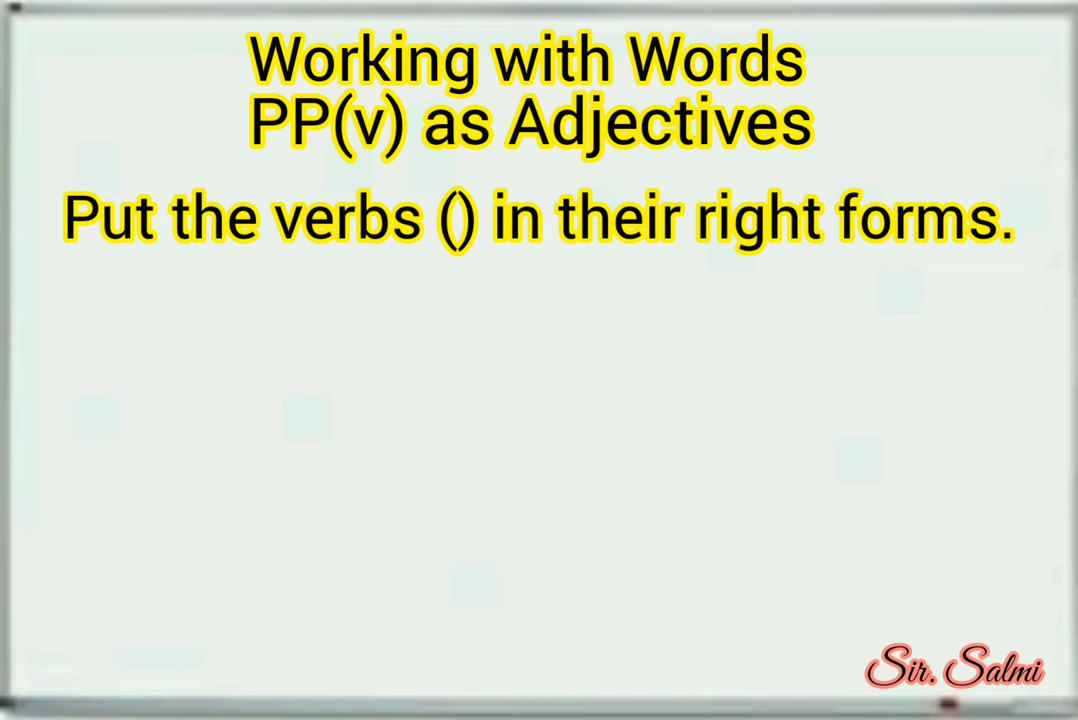 Working with Words
PP(v) as Adjectives
Put the verbs () in their right forms.
Sir. Salmi